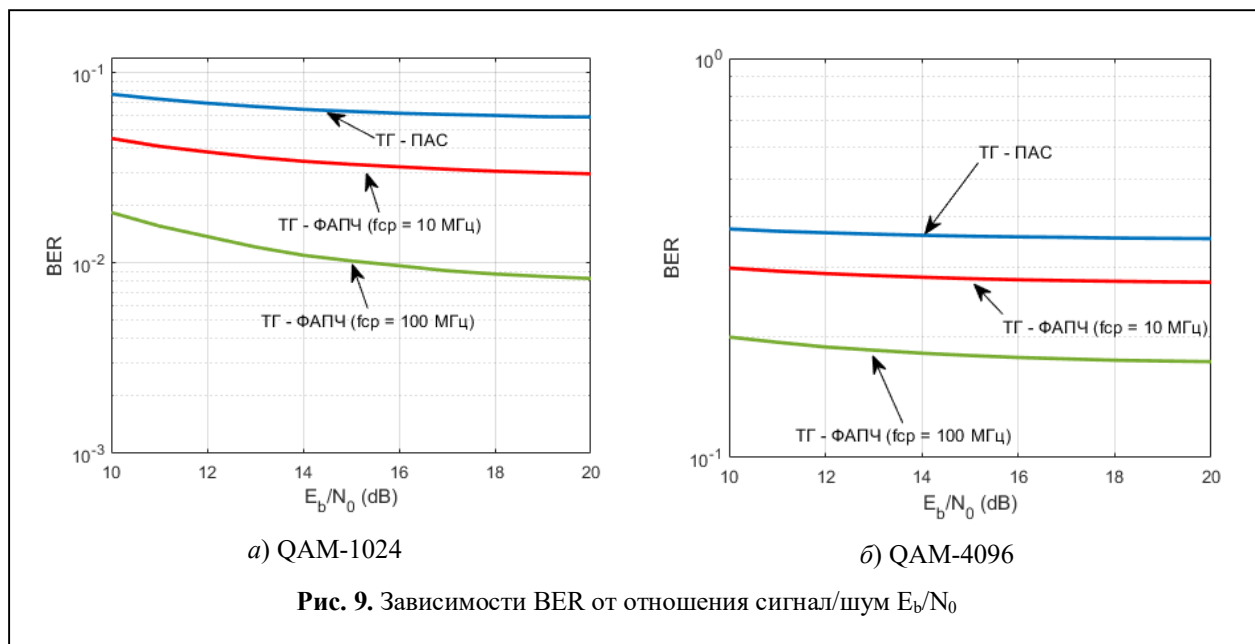 10⁻¹
10⁻²
10⁻³
BER
ТГ - ПАС
ТГ - ФАПЧ (fср = 10 МГц)
ТГ - ФАПЧ (fср = 100 МГц)
10 12 14 16 18 20
E_b/N_0 (dB)
а) QAM-1024
10⁰
10⁻¹
BER
ТГ - ПАС
ТГ - ФАПЧ (fср = 10 МГц)
ТГ - ФАПЧ (fср = 100 МГц)
10 12 14 16 18 20
E_b/N_0 (dB)
б) QAM-4096
Рис. 9. Зависимости BER от отношения сигнал/шум E_b/N_0